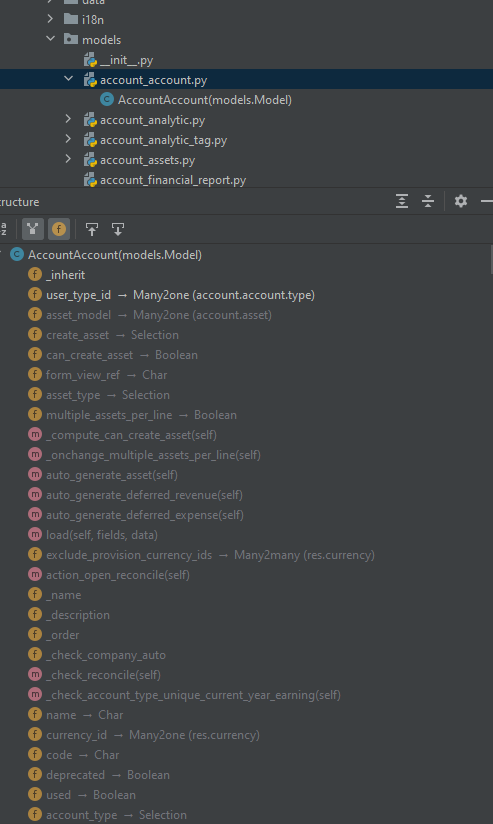 data
i18n
models
__init__.py
account_account.py
C AccountAccount(models.Model)
account_analytic.py
account_analytic_tag.py
account_assets.py
account_financial_report.py
tructure
a
z
f
C AccountAccount(models.Model)
f _inherit
f user_type_id → Many2one (account.account.type)
f asset_model → Many2one (account.asset)
f create_asset → Selection
f can_create_asset → Boolean
f form_view_ref → Char
f asset_type → Selection
f multiple_assets_per_line → Boolean
m _compute_can_create_asset(self)
m _onchange_multiple_assets_per_line(self)
m auto_generate_asset(self)
m auto_generate_deferred_revenue(self)
m auto_generate_deferred_expense(self)
m load(self, fields, data)
f exclude_provision_currency_ids → Many2many (res.currency)
m action_open_reconcile(self)
f _name
f _description
f _order
f _check_company_auto
m _check_reconcile(self)
m _check_account_type_unique_current_year_earning(self)
f name → Char
f currency_id → Many2one (res.currency)
f code → Char
f deprecated → Boolean
f used → Boolean
f account_type → Selection